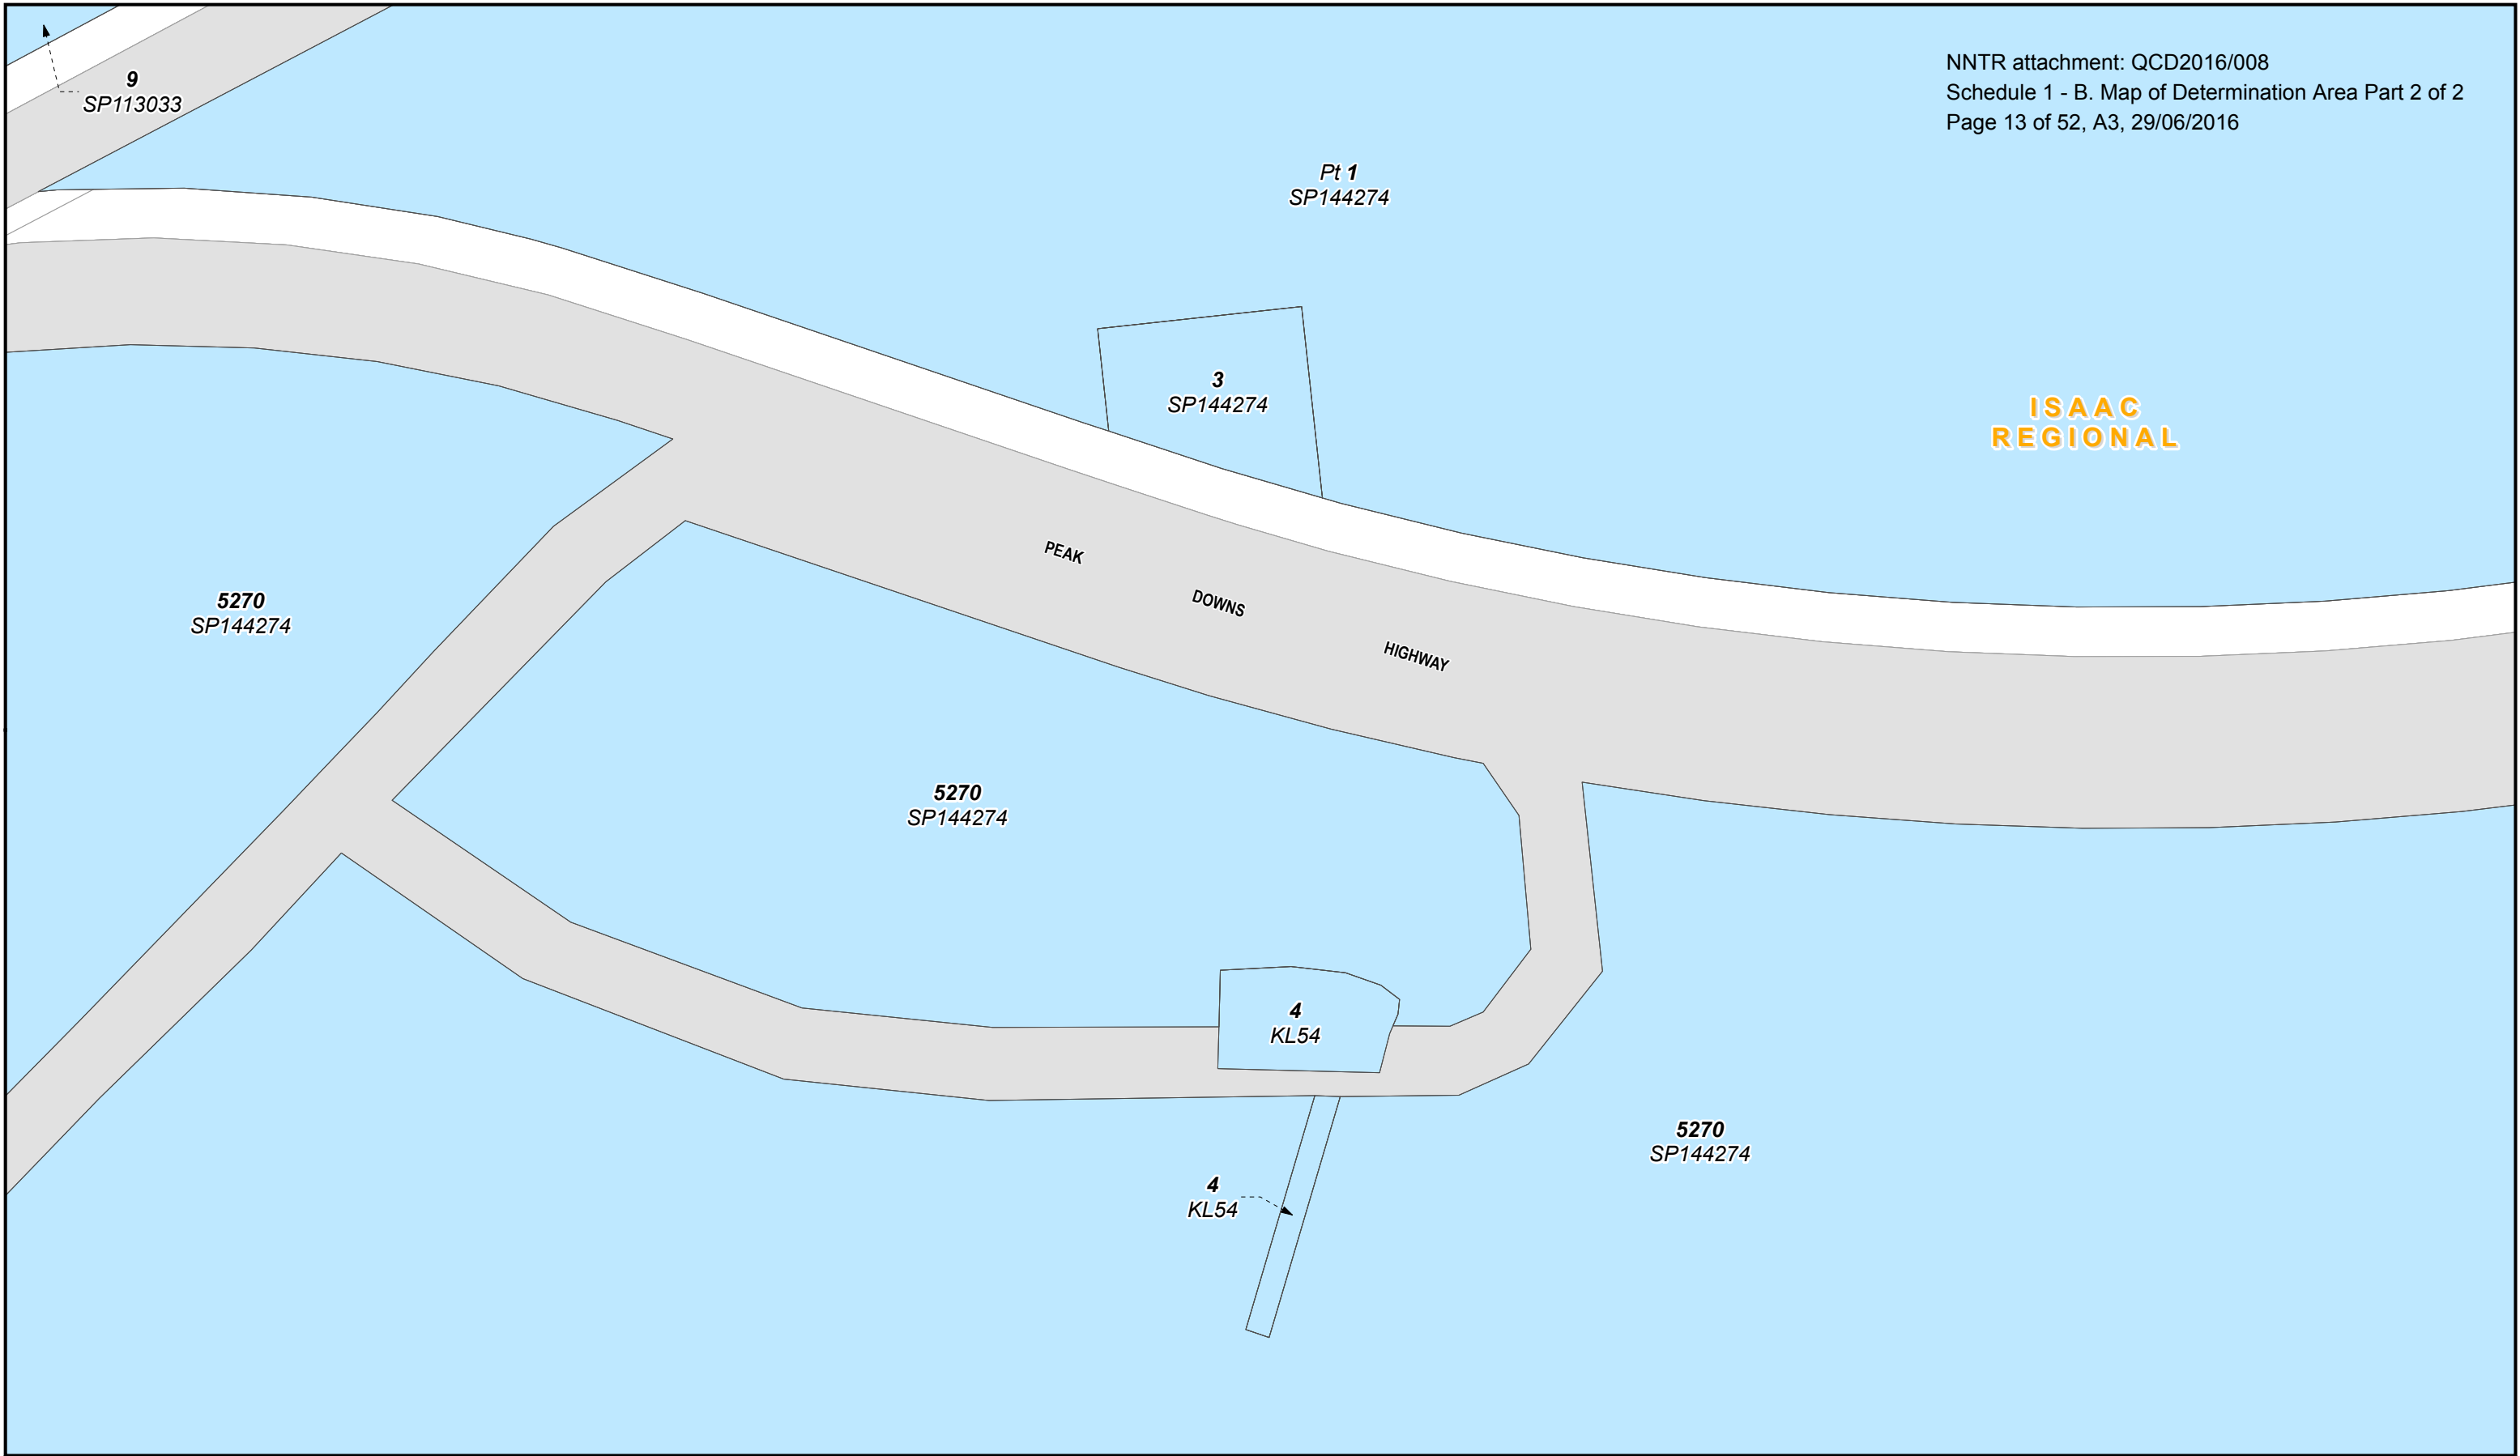 NNTR attachment: QCD2016/008
Schedule 1 - B. Map of Determination Area Part 2 of 2
Page 13 of 52, A3, 29/06/2016
9
SP113033
Pt 1
SP144274
3
SP144274
ISAAC
REGIONAL
PEAK
DOWNS
HIGHWAY
5270
SP144274
5270
SP144274
4
KL54
5270
SP144274
4
KL54